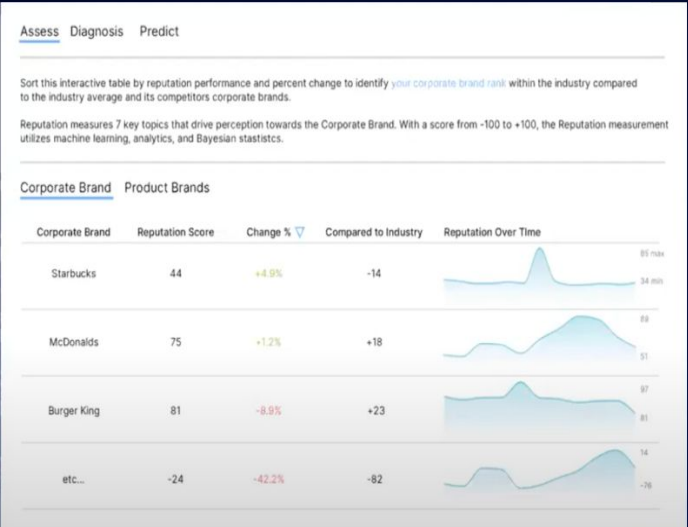 Assess Diagnosis Predict
Sort this interactive table by reputation performance and percent change to identify your corporate brand rank within the industry compared
to the industry average and its competitors corporate brands.
Reputation measures 7 key topics that drive perception towards the Corporate Brand. With a score from -100 to +100, the Reputation measurement
utilizes machine learning, analytics, and Bayesian stastistcs.
Corporate Brand Product Brands
Corporate Brand Reputation Score Change % Compared to Industry Reputation Over Time
85 max
Starbucks 44 +4.9% -14
34 min
McDonalds 75 +1.2% +18
51
97
Burger King 81 -8.9% +23
81
14
etc... -24 -42.2% -82
-76